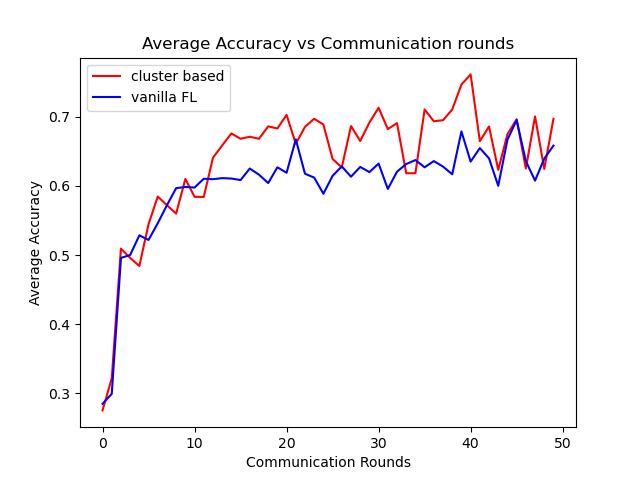 Average Accuracy vs Communication rounds
cluster based
vanilla FL
0.7
0.6
0.5
0.4
0.3
Average Accuracy
0 10 20 30 40 50
Communication Rounds